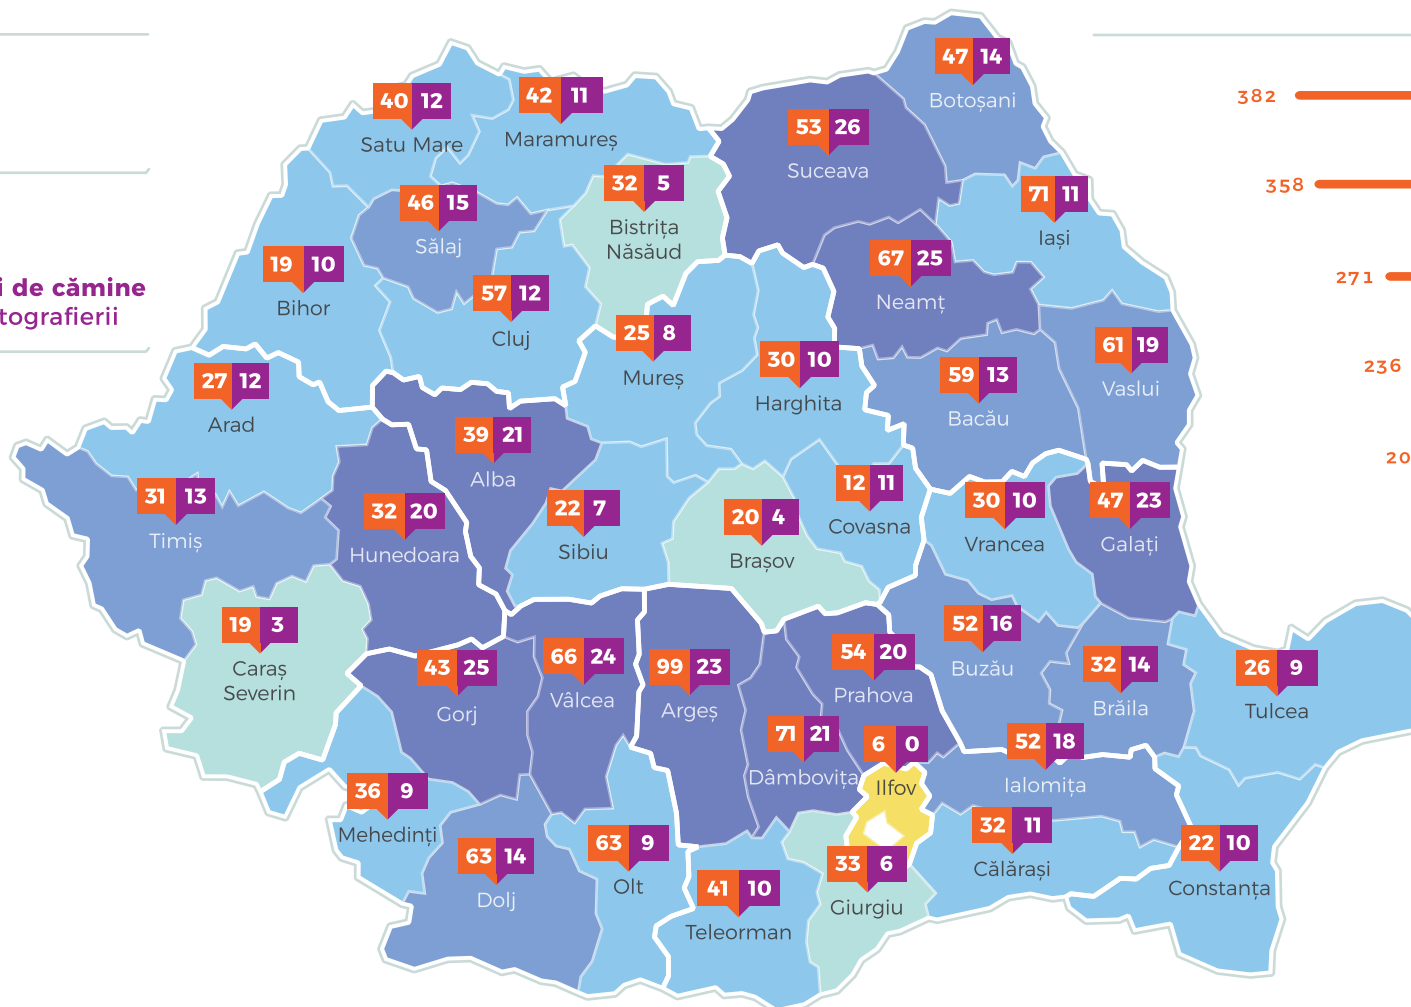 47 14
Botoșani
382
40 12
Satu Mare
42 11
Maramureș
53 26
Suceava
358
32 5
Bistrița
Năsăud
46 15
Sălaj
71 11
Iași
19 10
Bihor
67 25
Neamț
271
i de cămine
tografierii
57 12
Cluj
25 8
Mureș
30 10
Harghita
61 19
Vaslui
236
27 12
Arad
59 13
Bacău
39 21
Alba
20
31 13
Timiș
32 20
Hunedoara
22 7
Sibiu
20 4
Brașov
12 11
Covasna
30 10
Vrancea
47 23
Galați
19 3
Caraș
Severin
43 25
Gorj
66 24
Vâlcea
99 23
Argeș
54 20
Prahova
52 16
Buzău
32 14
Brăila
26 9
Tulcea
71 21
Dâmbovița
6 0
Ilfov
52 18
Ialomița
36 9
Mehedinți
63 14
Dolj
63 9
Olt
41 10
Teleorman
33 6
Giurgiu
32 11
Călărași
22 10
Constanța